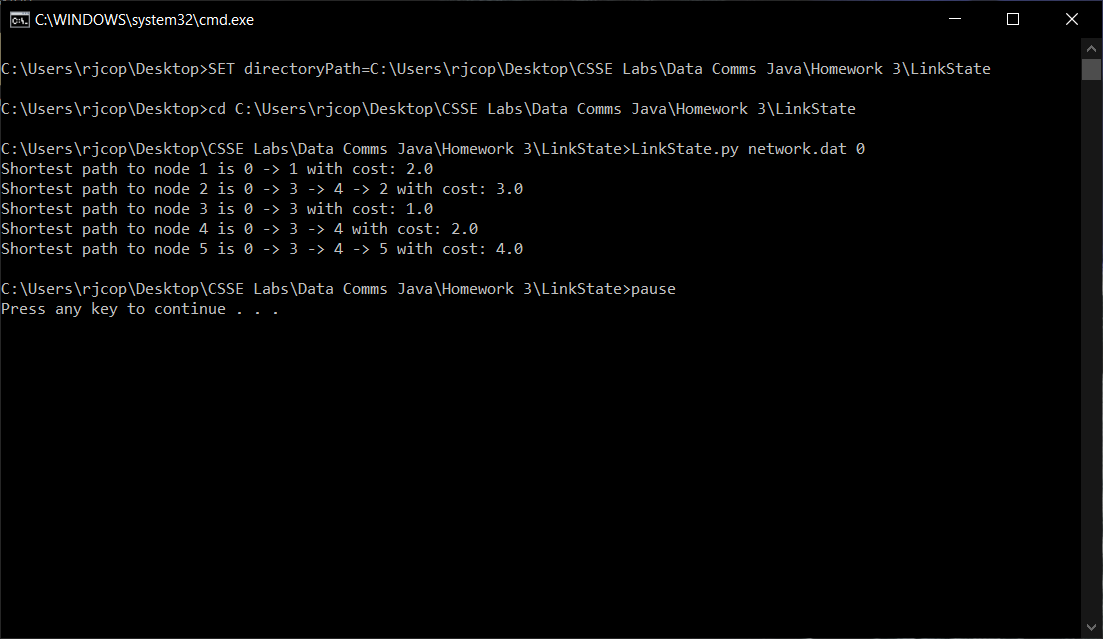 C:\WINDOWS\system32\cmd.exe
C:\Users\rjcop\Desktop>SET directoryPath=C:\Users\rjcop\Desktop\CSSE Labs\Data Comms Java\Homework 3\LinkState
C:\Users\rjcop\Desktop>cd C:\Users\rjcop\Desktop\CSSE Labs\Data Comms Java\Homework 3\LinkState
C:\Users\rjcop\Desktop\CSSE Labs\Data Comms Java\Homework 3\LinkState>LinkState.py network.dat 0
Shortest path to node 1 is 0 -> 1 with cost: 2.0
Shortest path to node 2 is 0 -> 3 -> 4 -> 2 with cost: 3.0
Shortest path to node 3 is 0 -> 3 with cost: 1.0
Shortest path to node 4 is 0 -> 3 -> 4 with cost: 2.0
Shortest path to node 5 is 0 -> 3 -> 4 -> 5 with cost: 4.0
C:\Users\rjcop\Desktop\CSSE Labs\Data Comms Java\Homework 3\LinkState>pause
Press any key to continue . . .